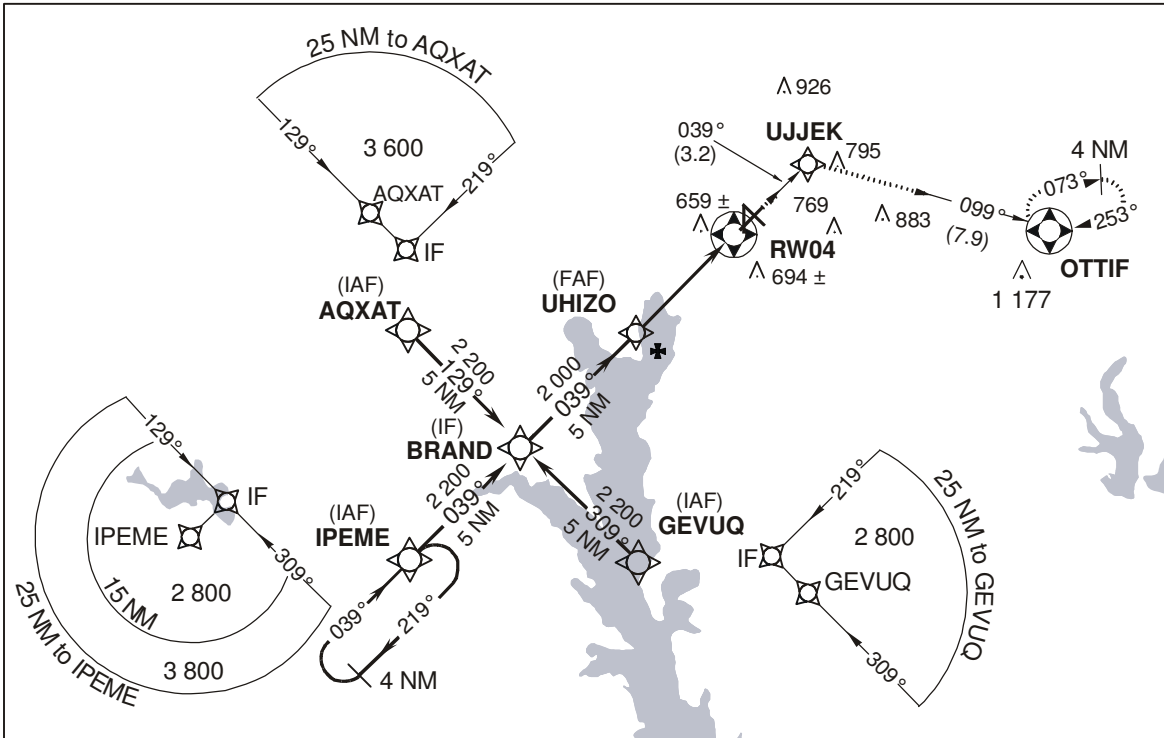 25 NM to AQXAT
129°
3 600
219°
AQXAT
IF
926
UJJEK
039°
(3.2)
795
4 NM
073°
659 ±
769
883
099°
(7.9)
253°
RW04
OTTIF
694 ±
1 177
(IAF)
AQXAT
(FAF)
UHIZO
2 200
129°
5 NM
2 000
039°
5 NM
(IF)
BRAND
2 200
039°
5 NM
2 200
309°
5 NM
(IAF)
IPEME
(IAF)
GEVUQ
129°
IF
IPEME
309°
2 800
15 NM
3 800
25 NM to IPEME
039°
219°
4 NM
219°
25 NM to GEVUQ
2 800
IF
GEVUQ
309°